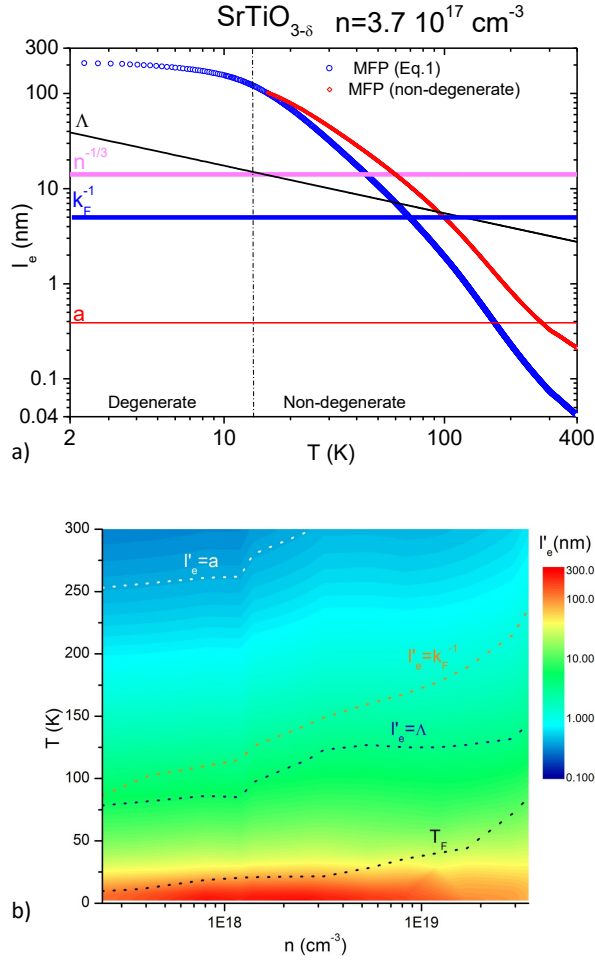 SrTiO3-δ n=3.7 10^17 cm^-3
300
100
10
1
0.1
0.04
l_e (nm)
MFP (Eq.1)
MFP (non-degenerate)
Λ
n^-1/3
k_F^-1
a
Degenerate
Non-degenerate
2
10
100
400
T (K)
a)
300
250
200
150
100
50
0
T (K)
l'_e=a
l'_e=k_F^-1
l'_e=Λ
T_F
1E18
1E19
n (cm^-3)
l'_e(nm)
300.0
10.00
1.000
0.100
b)